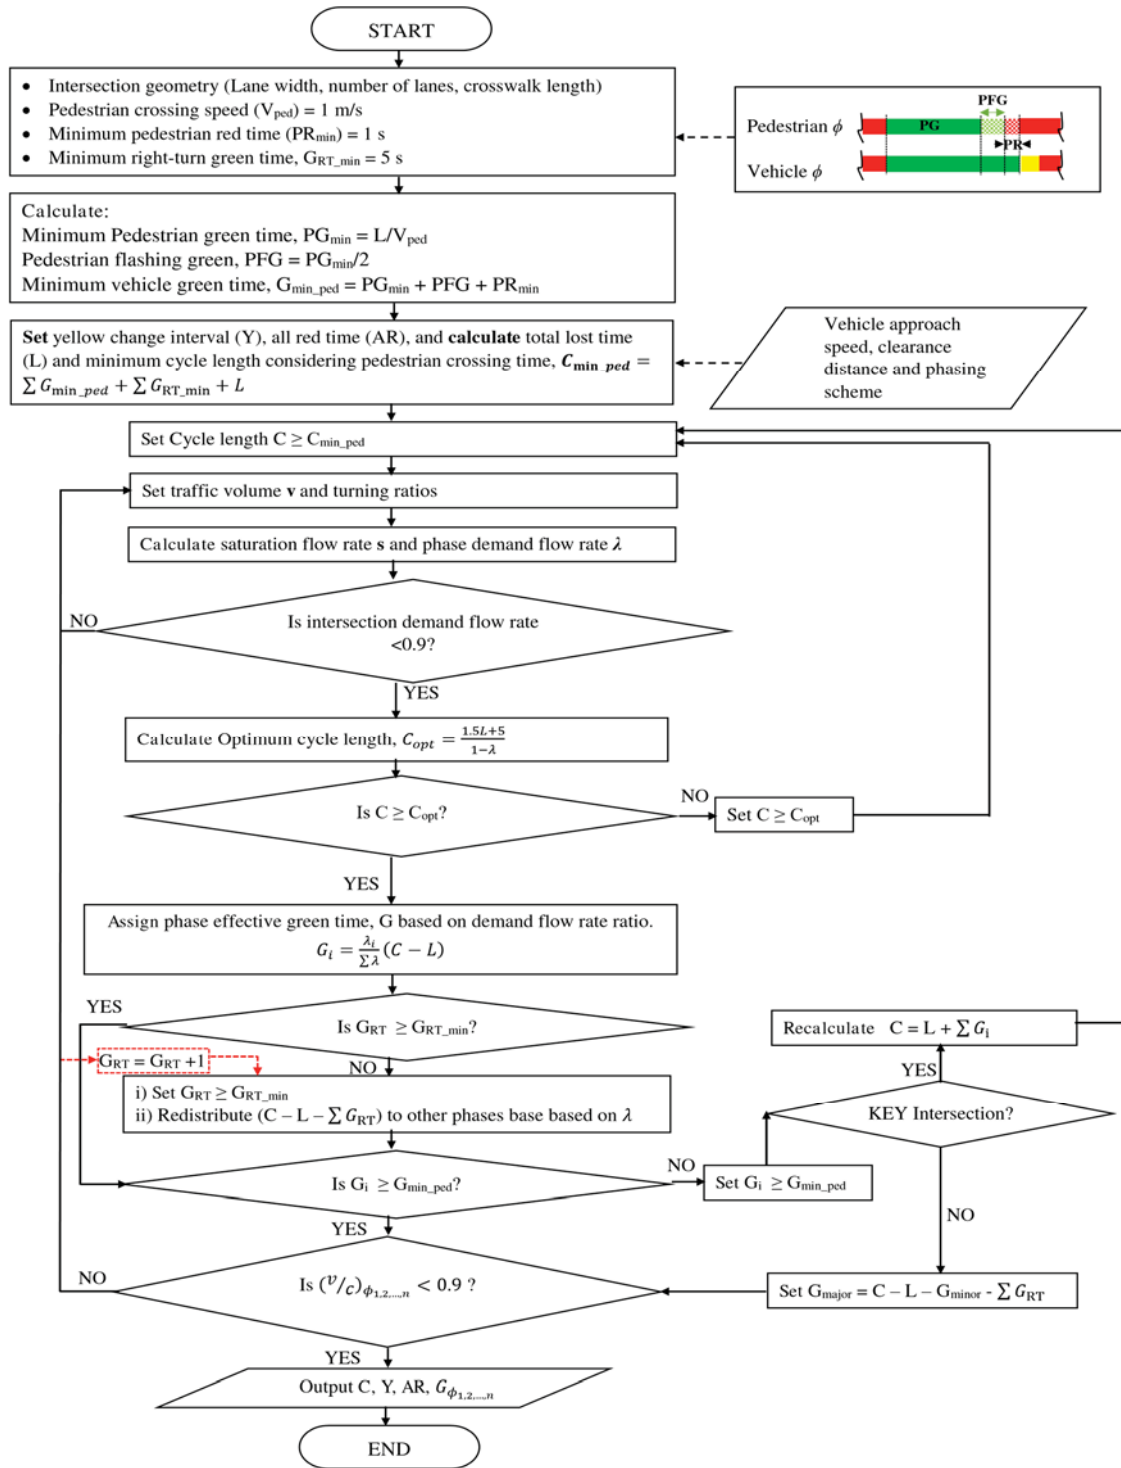 START
• Intersection geometry (Lane width, number of lanes, crosswalk length)
• Pedestrian crossing speed (Vped) = 1 m/s
• Minimum pedestrian red time (PRmin) = 1 s
• Minimum right-turn green time, GRT_min = 5 s
PFG
Pedestrian ϕ
PG
PR
Vehicle ϕ
Calculate:
Minimum Pedestrian green time, PGmin = L/Vped
Pedestrian flashing green, PFG = PGmin/2
Minimum vehicle green time, Gmin_ped = PGmin + PFG + PRmin
Set yellow change interval (Y), all red time (AR), and calculate total lost time
(L) and minimum cycle length considering pedestrian crossing time, Cmin_ped =
∑ Gmin_ped + ∑ GRT_min + L
Vehicle approach
speed, clearance
distance and phasing
scheme
Set Cycle length C ≥ Cmin_ped
Set traffic volume v and turning ratios
Calculate saturation flow rate s and phase demand flow rate λ
NO
Is intersection demand flow rate
<0.9?
YES
Calculate Optimum cycle length, Copt = (1.5L+5)/(1−λ)
Is C ≥ Copt?
NO
Set C ≥ Copt
YES
Assign phase effective green time, G based on demand flow rate ratio.
Gi = λi/∑λ (C − L)
YES
Is GRT ≥ GRT_min?
Recalculate C = L + ∑ Gi
GRT = GRT +1
NO
YES
i) Set GRT ≥ GRT_min
ii) Redistribute (C – L – ∑ GRT) to other phases base based on λ
KEY Intersection?
Is Gi ≥ Gmin_ped?
NO
Set Gi ≥ Gmin_ped
YES
NO
NO
Is (v/c)ϕ1,2,...,n < 0.9 ?
Set Gmajor = C – L – Gminor - ∑ GRT
YES
Output C, Y, AR, Gϕ1,2,...,n
END